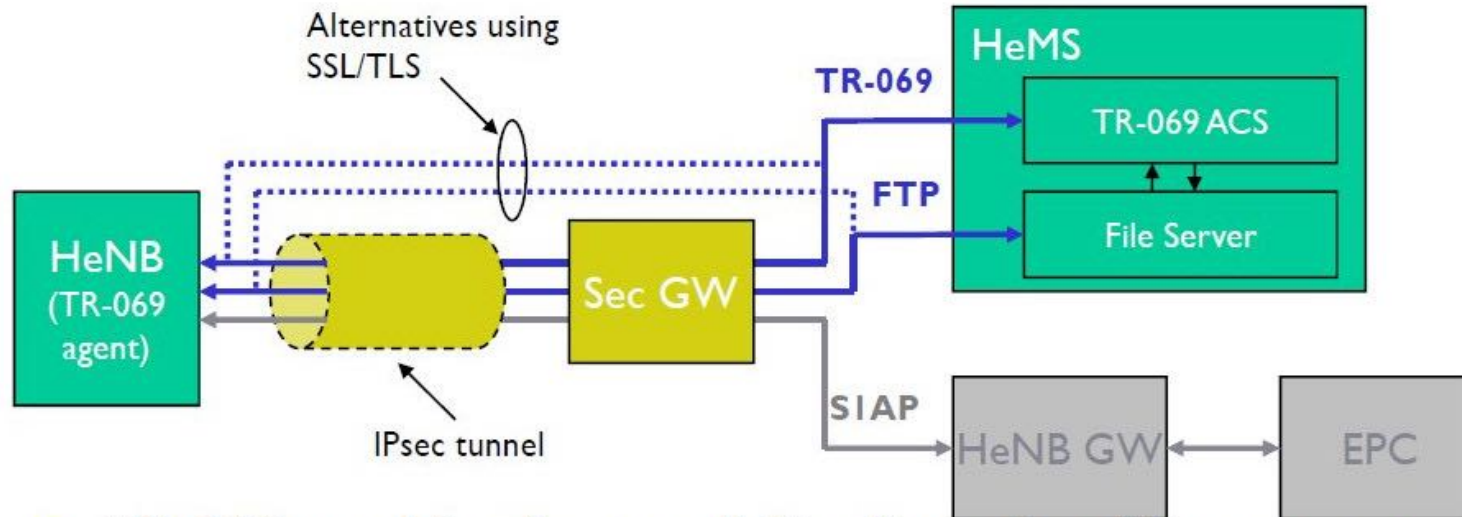 Alternatives using
SSL/TLS
HeMS
TR-069
TR-069 ACS
FTP
File Server
HeNB
(TR-069
agent)
Sec GW
IPsec tunnel
S1AP
HeNB GW
EPC